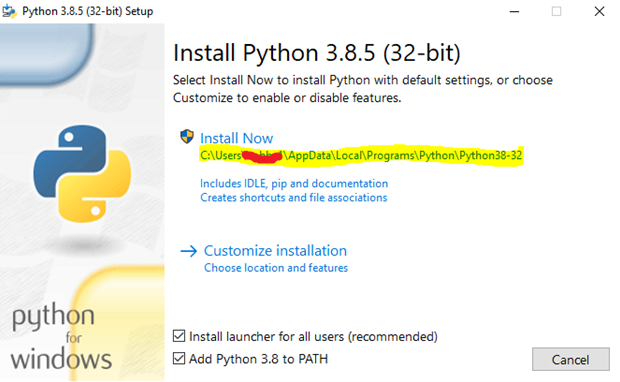 Python 3.8.5 (32-bit) Setup
Install Python 3.8.5 (32-bit)
Select Install Now to install Python with default settings, or choose
Customize to enable or disable features.
Install Now
C:\Users\ \AppData\Local\Programs\Python\Python38-32
Includes IDLE, pip and documentation
Creates shortcuts and file associations
Customize installation
Choose location and features
python
for
windows
Install launcher for all users (recommended)
Add Python 3.8 to PATH
Cancel